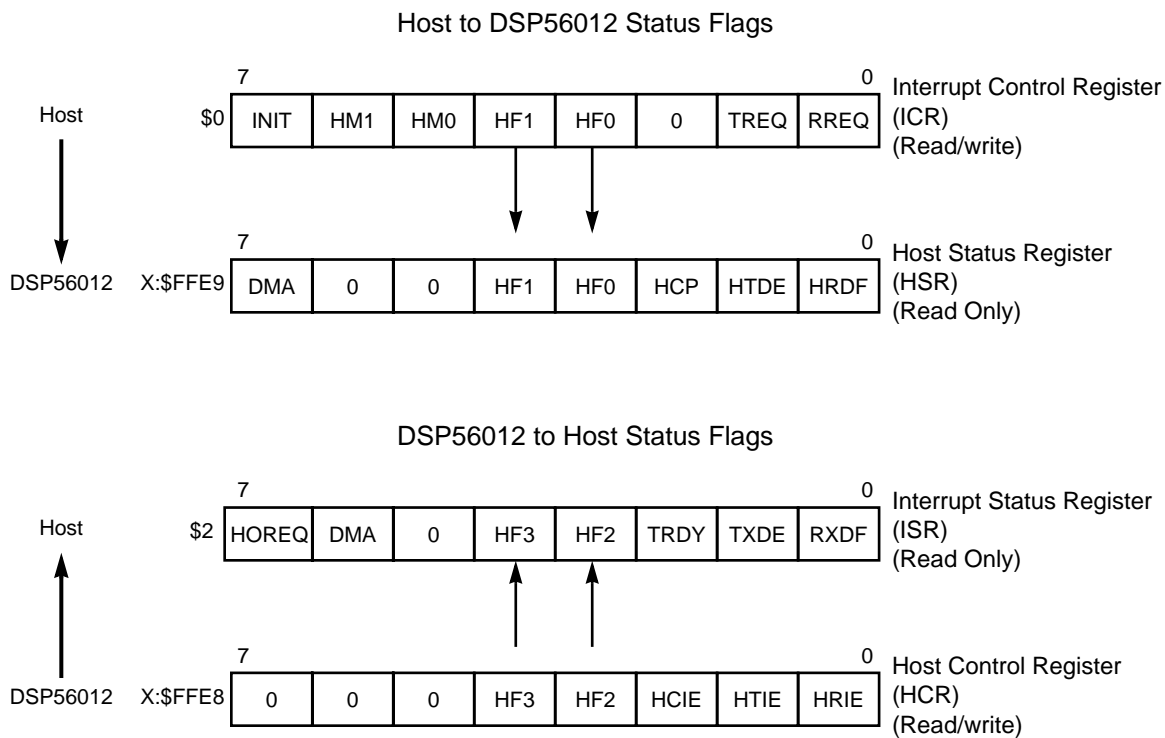 Host to DSP56012 Status Flags
7 0
Interrupt Control Register
Host $0 INIT HM1 HM0 HF1 HF0 0 TREQ RREQ (ICR)
(Read/write)
7 0
Host Status Register
DSP56012 X:$FFE9 DMA 0 0 HF1 HF0 HCP HTDE HRDF (HSR)
(Read Only)
DSP56012 to Host Status Flags
7 0
Interrupt Status Register
Host $2 HOREQ DMA 0 HF3 HF2 TRDY TXDE RXDF (ISR)
(Read Only)
7 0
Host Control Register
DSP56012 X:$FFE8 0 0 0 HF3 HF2 HCIE HTIE HRIE (HCR)
(Read/write)